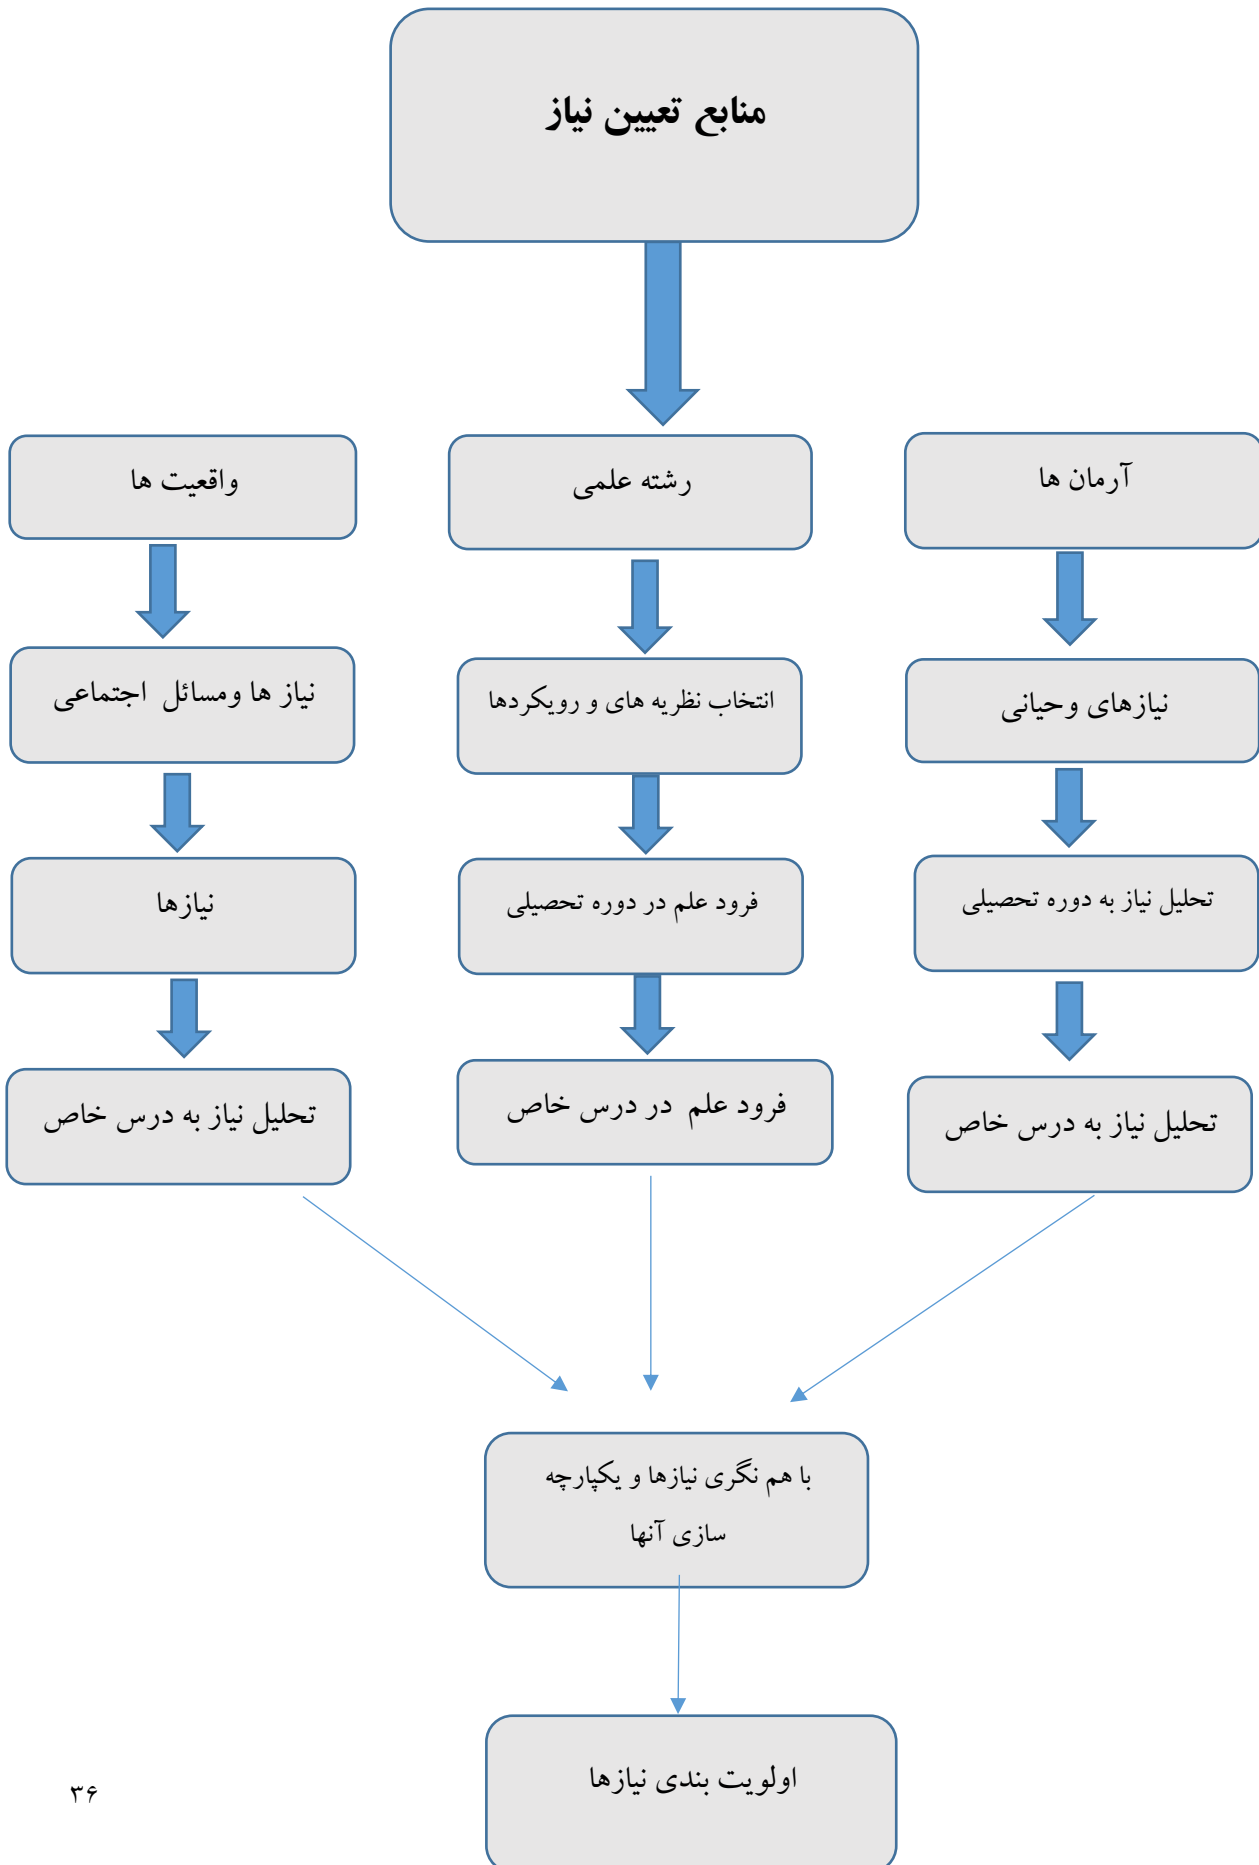 منابع تعیین نیاز
آرمان ها
رشته علمی
واقعیت ها
نیازهای وحیانی
انتخاب نظریه های و رویکردها
نیاز ها ومسائل اجتماعی
تحلیل نیاز به دوره تحصیلی
فرود علم در دوره تحصیلی
نیازها
تحلیل نیاز به درس خاص
فرود علم در درس خاص
تحلیل نیاز به درس خاص
با هم نگری نیازها و یکپارچه
سازی آنها
اولویت بندی نیازها
۳۶